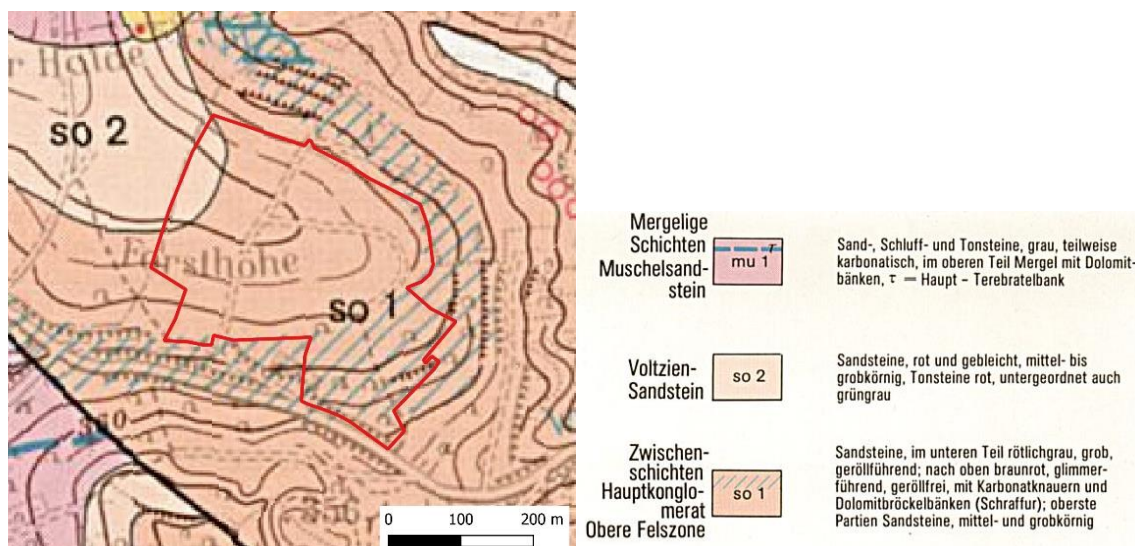 r Halde
so 2
Forsthöhe
so 1
350
356
0 100 200 m
Mergelige
Schichten
Muschelsand-
stein
τ
mu 1
Sand-, Schluff- und Tonsteine, grau, teilweise
karbonatisch, im oberen Teil Mergel mit Dolomit-
bänken, τ = Haupt - Terebratelbank
Voltzien-
Sandstein
so 2
Sandsteine, rot und gebleicht, mittel- bis
grobkörnig, Tonsteine rot, untergeordnet auch
grüngrau
Zwischen-
schichten
Hauptkonglo-
merat
Obere Felszone
so 1
Sandsteine, im unteren Teil rötlichgrau, grob,
geröllführend; nach oben braunrot, glimmer-
führend, geröllfrei, mit Karbonatknauern und
Dolomitbröckelbänken (Schraffur); oberste
Partien Sandsteine, mittel- und grobkörnig